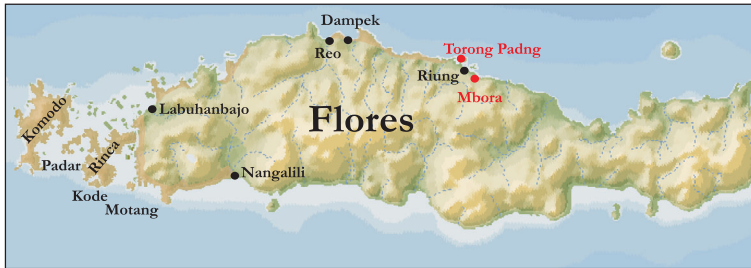 Dampek
Reo
Torong Padng
Riung
Mbora
Komodo
Labuhanbajo
Flores
Rinca
Padar
Nangalili
Kode
Motang